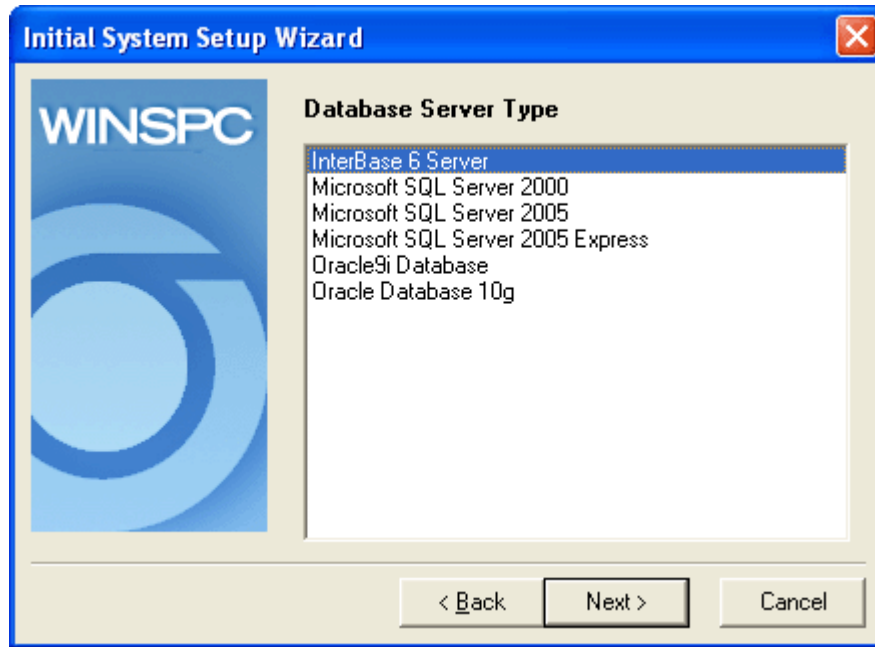 Initial System Setup Wizard
WINSPC
Database Server Type
InterBase 6 Server
Microsoft SQL Server 2000
Microsoft SQL Server 2005
Microsoft SQL Server 2005 Express
Oracle9i Database
Oracle Database 10g
< Back
Next >
Cancel